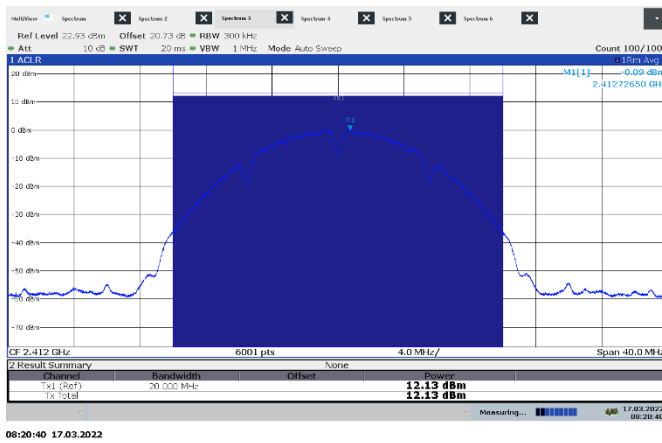 MultiView Spectrum Spectrum 2 Spectrum 3 Spectrum 4 Spectrum 5 Spectrum 6
Ref Level 22.93 dBm Offset 20.73 dB RBW 300 kHz
Att 10 dB SWT 20 ms VBW 1 MHz Mode Auto Sweep Count 100/100
1 ACLR 1Rm Avg
M1[1] -0.09 dBm
2.41272650 GH
20 dBm
10 dBm
Tx1
M1
0 dBm
-10 dBm
-20 dBm
-30 dBm
-40 dBm
-50 dBm
-60 dBm
-70 dBm
CF 2.412 GHz 6001 pts 4.0 MHz/ Span 40.0 MHz
2 Result Summary None
Channel Bandwidth Offset Power
Tx1 (Ref) 20.000 MHz 12.13 dBm
Tx Total 12.13 dBm
Measuring... 17.03.2022
08:20:40
08:20:40 17.03.2022